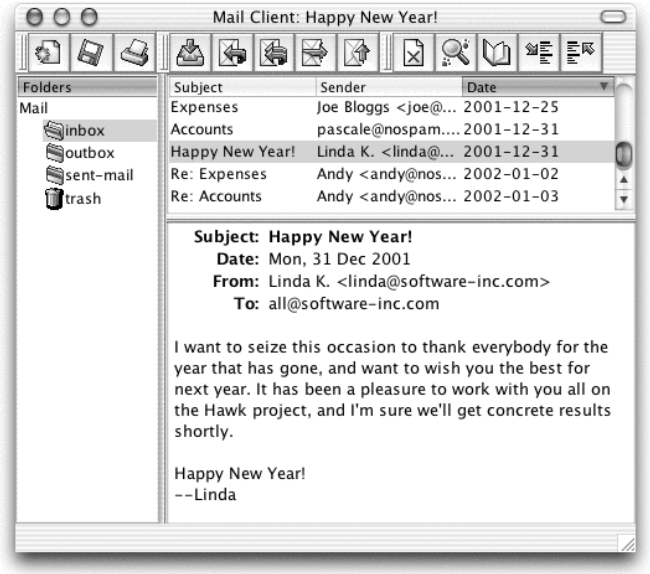 Mail Client: Happy New Year!
Folders
Mail
inbox
outbox
sent-mail
trash
Subject Sender Date
Expenses Joe Bloggs <joe@... 2001-12-25
Accounts pascale@nospam.... 2001-12-31
Happy New Year! Linda K. <linda@... 2001-12-31
Re: Expenses Andy <andy@nos... 2002-01-02
Re: Accounts Andy <andy@nos... 2002-01-03
Subject: Happy New Year!
Date: Mon, 31 Dec 2001
From: Linda K. <linda@software-inc.com>
To: all@software-inc.com
I want to seize this occasion to thank everybody for the
year that has gone, and want to wish you the best for
next year. It has been a pleasure to work with you all on
the Hawk project, and I'm sure we'll get concrete results
shortly.
Happy New Year!
--Linda